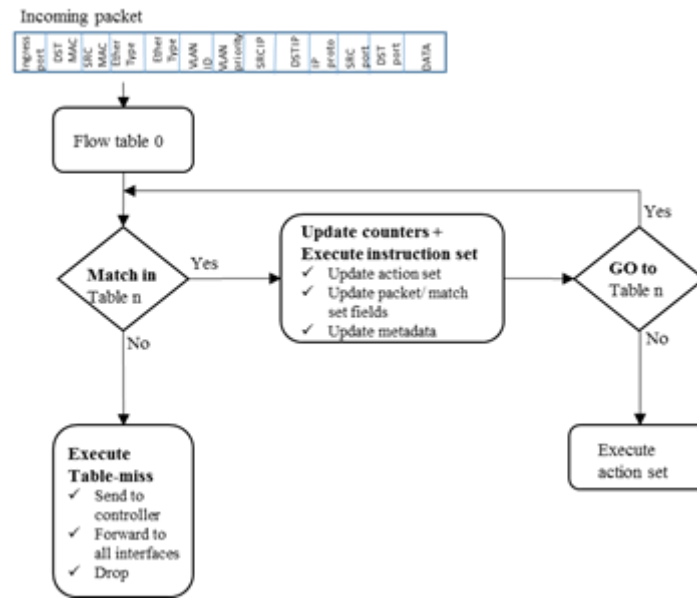 Incoming packet
Ingress port
DST MAC
SRC MAC
Ether Type
Ether Type
VLAN ID
VLAN priority
SRC IP
DST IP
IP proto
SRC port
DST port
DATA
Flow table 0
Match in
Table n
Yes
No
Update counters +
Execute instruction set
✓ Update action set
✓ Update packet/ match
set fields
✓ Update metadata
Yes
GO to
Table n
No
Execute
Table-miss
✓ Send to
controller
✓ Forward to
all interfaces
✓ Drop
Execute
action set